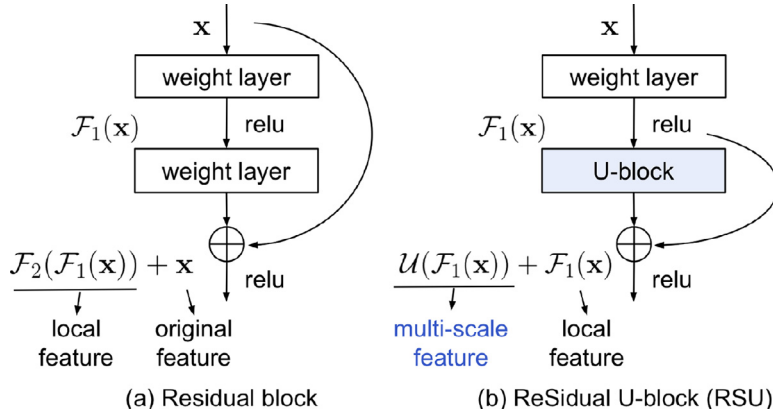 x
weight layer
F₁(x)
relu
weight layer
F₂(F₁(x)) + x
relu
local feature
original feature
(a) Residual block
x
weight layer
F₁(x)
relu
U-block
U(F₁(x)) + F₁(x)
relu
multi-scale feature
local feature
(b) ReSidual U-block (RSU)